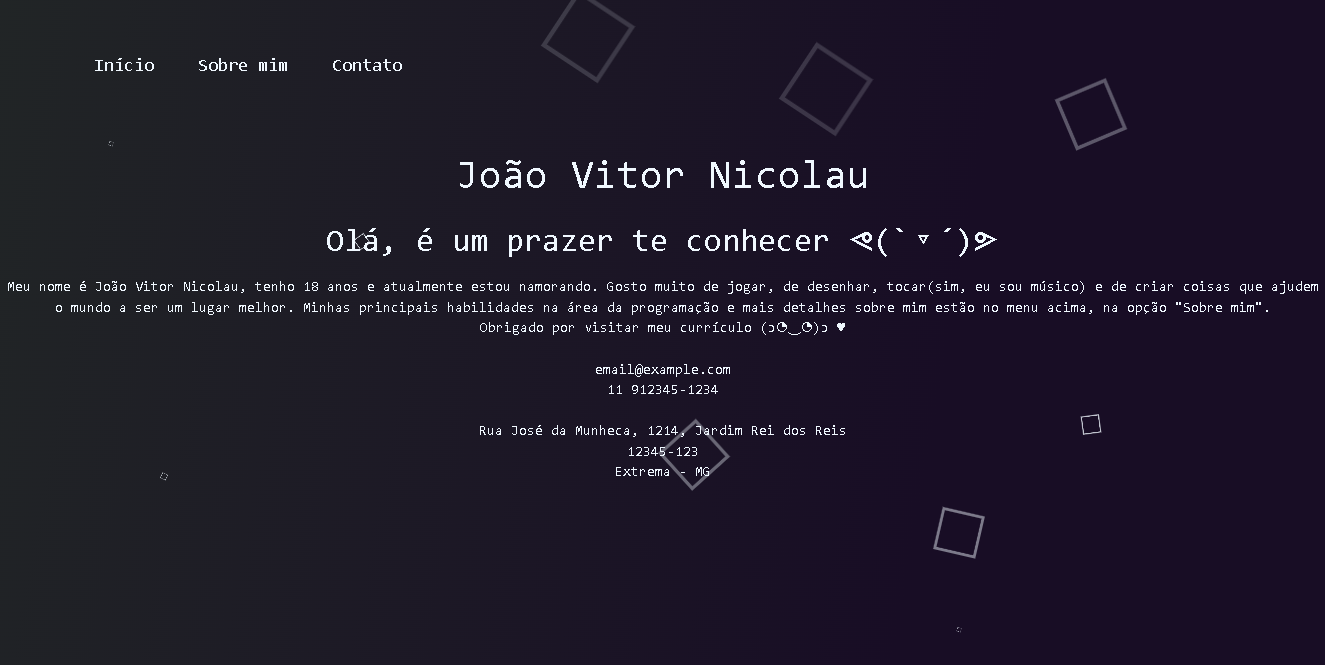 Início Sobre mim Contato
João Vitor Nicolau
Olá, é um prazer te conhecer ᕙ(`▿´)ᕗ
Meu nome é João Vitor Nicolau, tenho 18 anos e atualmente estou namorando. Gosto muito de jogar, de desenhar, tocar(sim, eu sou músico) e de criar coisas que ajudem
o mundo a ser um lugar melhor. Minhas principais habilidades na área da programação e mais detalhes sobre mim estão no menu acima, na opção "Sobre mim".
Obrigado por visitar meu currículo (ɔ◔‿◔)ɔ ♥
email@example.com
11 912345-1234
Rua José da Munheca, 1214, Jardim Rei dos Reis
12345-123
Extrema - MG